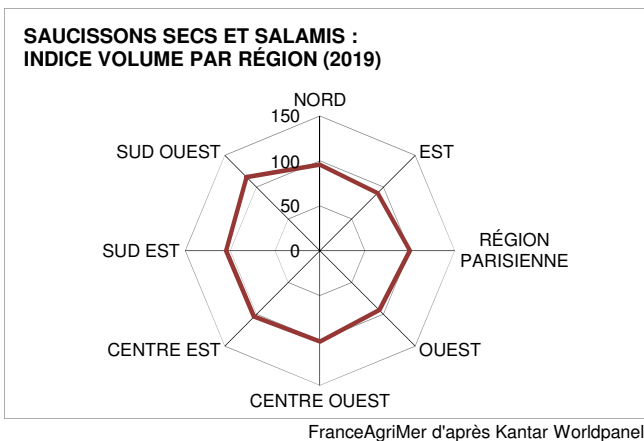 SAUCISSONS SECS ET SALAMIS :
INDICE VOLUME PAR RÉGION (2019)
NORD
150
SUD OUEST
EST
100
50
SUD EST
0
RÉGION
PARISIENNE
CENTRE EST
OUEST
CENTRE OUEST
FranceAgriMer d'après Kantar Worldpanel